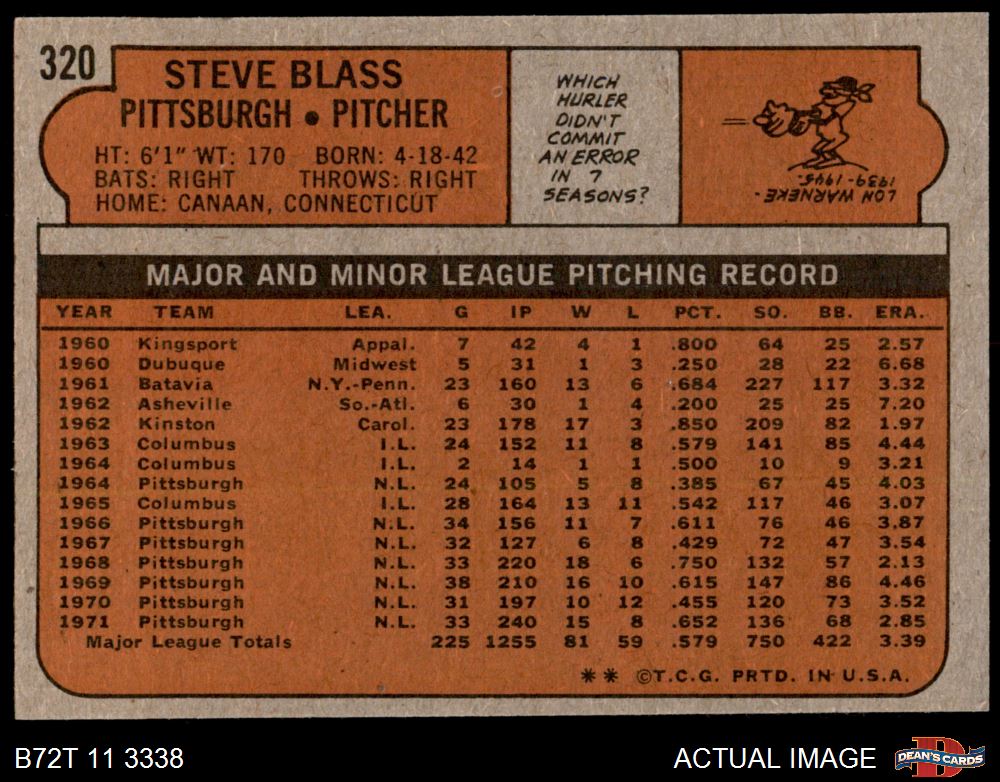 320
STEVE BLASS
PITTSBURGH • PITCHER
HT: 6'1" WT: 170 BORN: 4-18-42
BATS: RIGHT THROWS: RIGHT
HOME: CANAAN, CONNECTICUT
WHICH
HURLER
DIDN'T
COMMIT
AN ERROR
IN 7
SEASONS?
LON WARNEKE-
1939-1945.
MAJOR AND MINOR LEAGUE PITCHING RECORD
YEAR TEAM LEA. G IP W L PCT. SO. BB. ERA.
1960 Kingsport Appal. 7 42 4 1 .800 64 25 2.57
1960 Dubuque Midwest 5 31 1 3 .250 28 22 6.68
1961 Batavia N.Y.-Penn. 23 160 13 6 .684 227 117 3.32
1962 Asheville So.-Atl. 6 30 1 4 .200 25 25 7.20
1962 Kinston Carol. 23 178 17 3 .850 209 82 1.97
1963 Columbus I.L. 24 152 11 8 .579 141 85 4.44
1964 Columbus I.L. 2 14 1 1 .500 10 9 3.21
1964 Pittsburgh N.L. 24 105 5 8 .385 67 45 4.03
1965 Columbus I.L. 28 164 13 11 .542 117 46 3.07
1966 Pittsburgh N.L. 34 156 11 7 .611 76 46 3.87
1967 Pittsburgh N.L. 32 127 6 8 .429 72 47 3.54
1968 Pittsburgh N.L. 33 220 18 6 .750 132 57 2.13
1969 Pittsburgh N.L. 38 210 16 10 .615 147 86 4.46
1970 Pittsburgh N.L. 31 197 10 12 .455 120 73 3.52
1971 Pittsburgh N.L. 33 240 15 8 .652 136 68 2.85
Major League Totals 225 1255 81 59 .579 750 422 3.39
** ©T.C.G. PRTD. IN U.S.A.
B72T 11 3338
ACTUAL IMAGE
D
DEAN'S CARDS